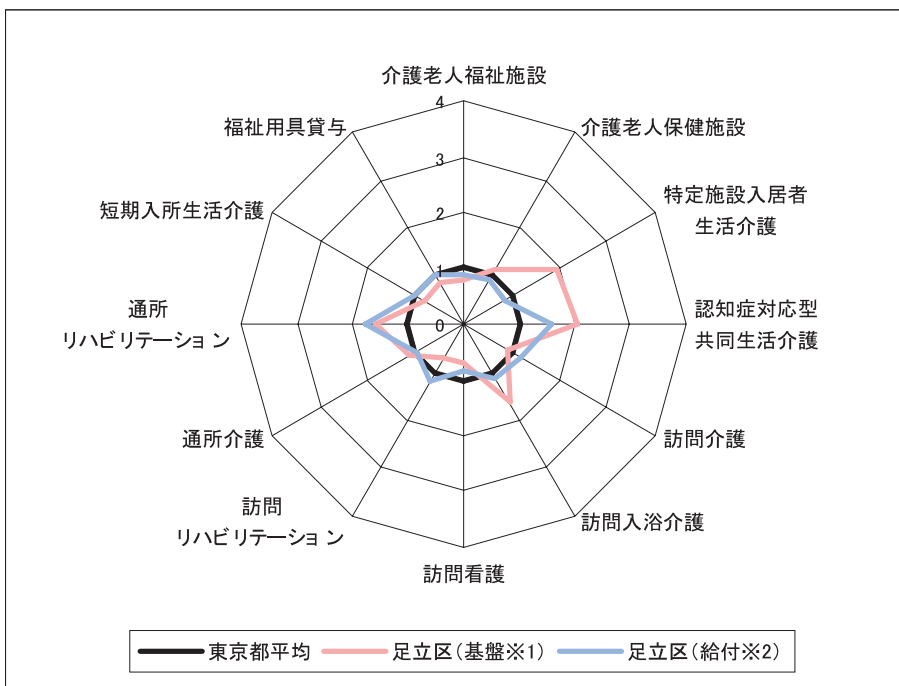 介護老人福祉施設
介護老人保健施設
特定施設入居者
生活介護
認知症対応型
共同生活介護
訪問介護
訪問入浴介護
訪問看護
訪問
リハビリテーション
通所介護
通所
リハビリテーション
短期入所生活介護
福祉用具貸与
4
3
2
1
0
東京都平均 足立区(基盤※1) 足立区(給付※2)